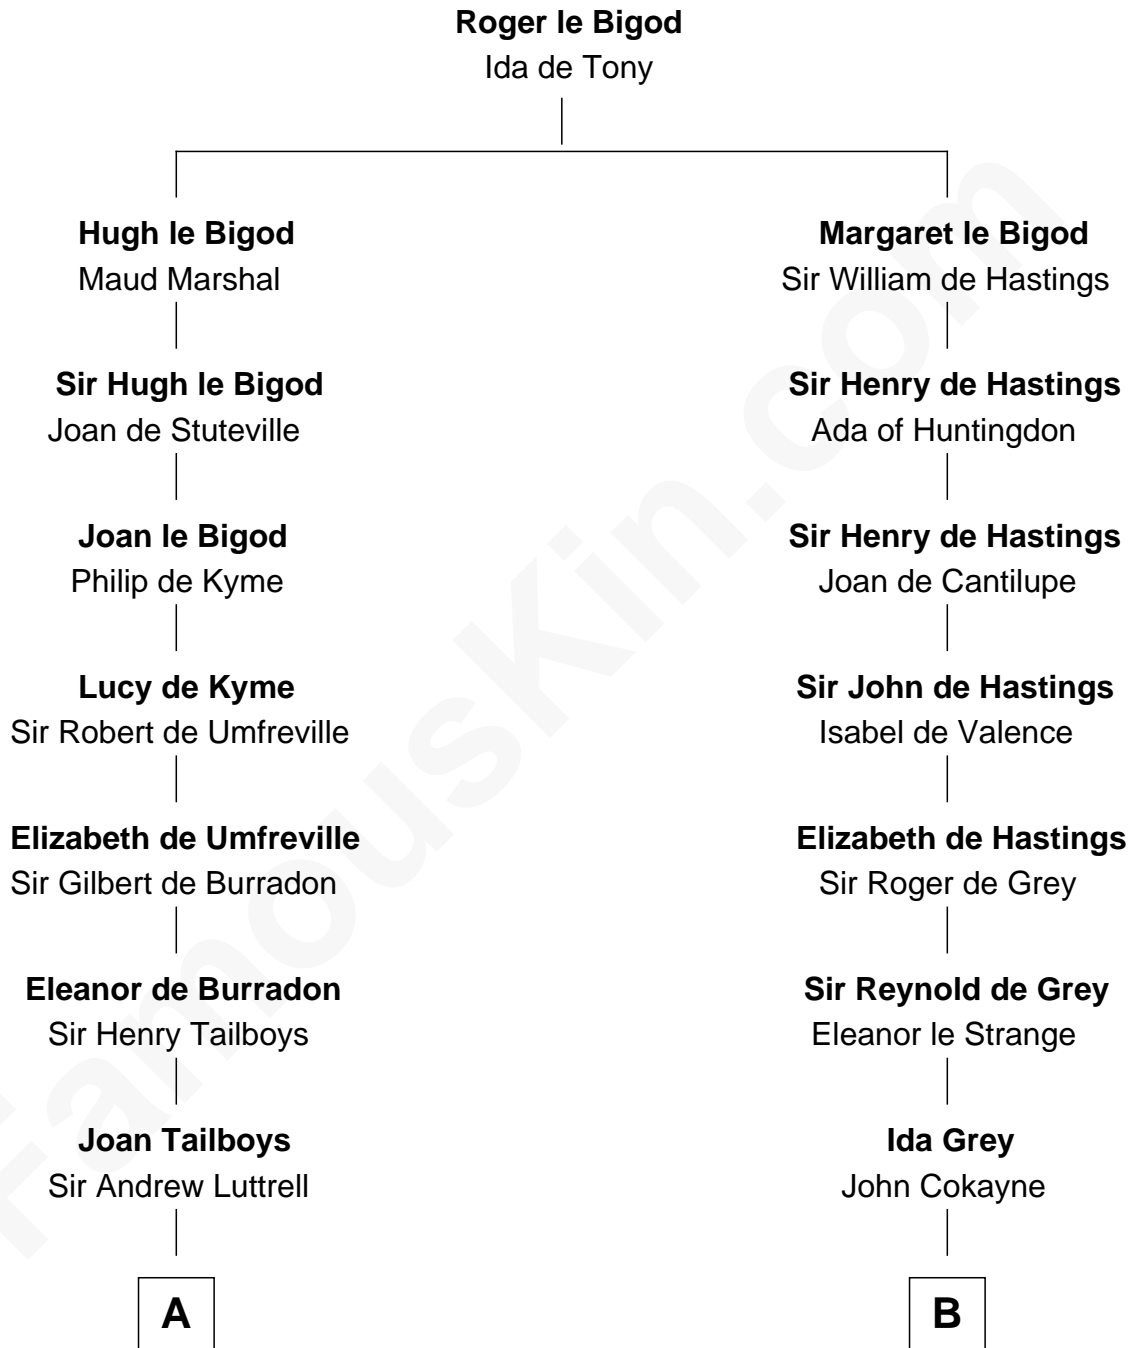 Roger le Bigod
Ida de Tony
Hugh le Bigod
Maud Marshal
Margaret le Bigod
Sir William de Hastings
Sir Hugh le Bigod
Joan de Stuteville
Sir Henry de Hastings
Ada of Huntingdon
Joan le Bigod
Philip de Kyme
Sir Henry de Hastings
Joan de Cantilupe
Lucy de Kyme
Sir Robert de Umfreville
Sir John de Hastings
Isabel de Valence
Elizabeth de Umfreville
Sir Gilbert de Burradon
Elizabeth de Hastings
Sir Roger de Grey
Eleanor de Burradon
Sir Henry Tailboys
Sir Reynold de Grey
Eleanor le Strange
Joan Tailboys
Sir Andrew Luttrell
Ida Grey
John Cokayne
A
B
FamousKin.com